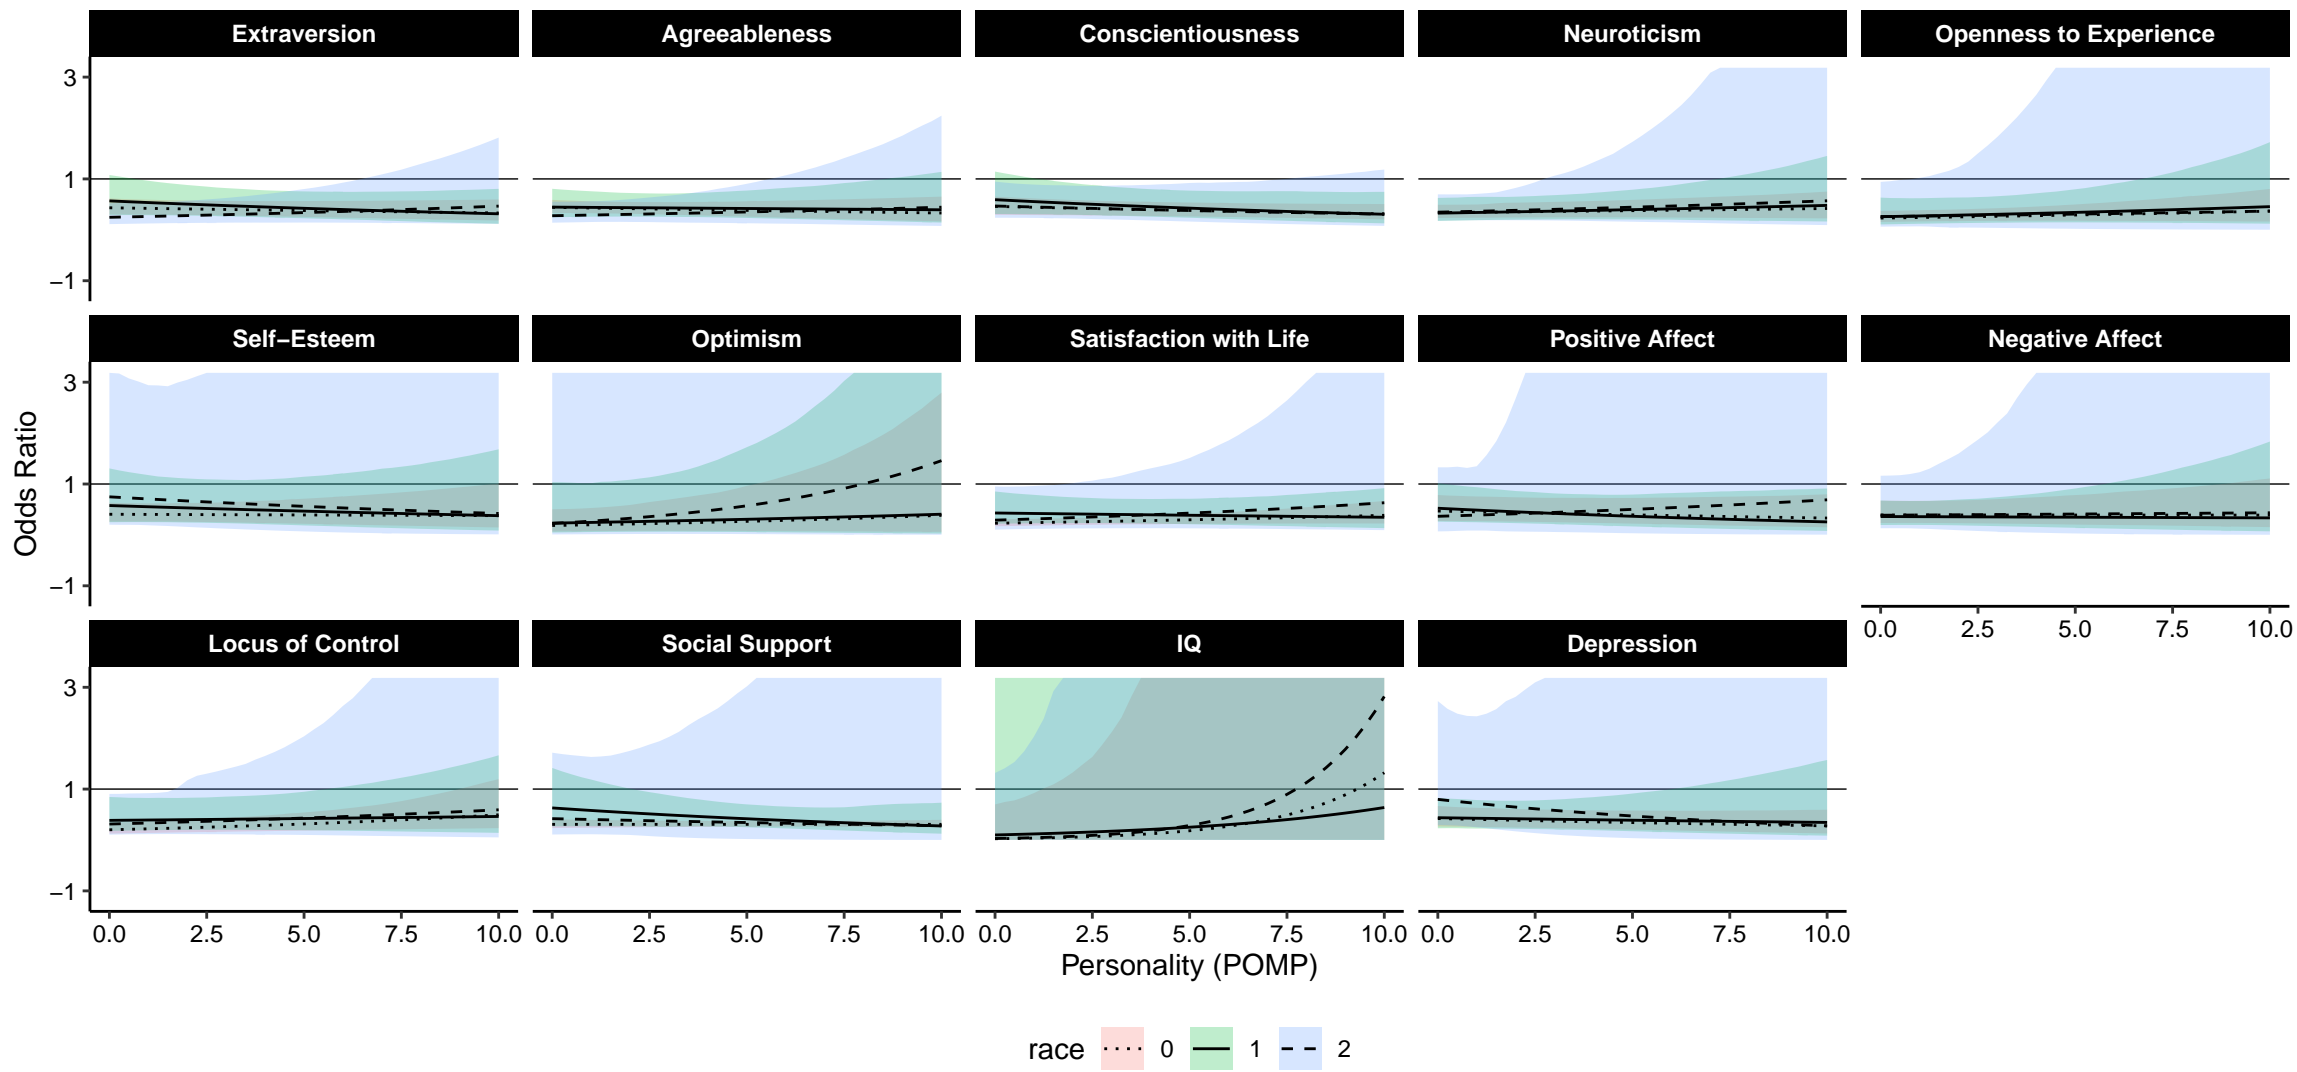 Extraversion
Agreeableness
Conscientiousness
Neuroticism
Openness to Experience
3
1
−1
Self−Esteem
Optimism
Satisfaction with Life
Positive Affect
Negative Affect
3
1
−1
0.0 2.5 5.0 7.5 10.0
Locus of Control
Social Support
IQ
Depression
3
1
−1
0.0 2.5 5.0 7.5 10.0
0.0 2.5 5.0 7.5 10.0
0.0 2.5 5.0 7.5 10.0
0.0 2.5 5.0 7.5 10.0
Odds Ratio
Personality (POMP)
race 0 1 2